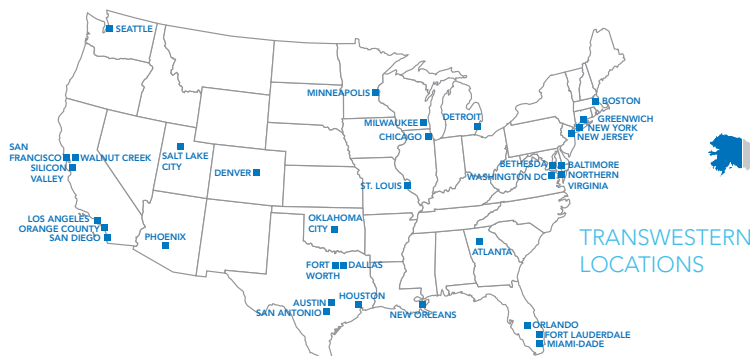 SEATTLE
MINNEAPOLIS
BOSTON
MILWAUKEE
DETROIT
GREENWICH
NEW YORK
NEW JERSEY
CHICAGO
SAN
FRANCISCO
WALNUT CREEK
SILICON
VALLEY
SALT LAKE
CITY
DENVER
ST. LOUIS
BETHESDA
BALTIMORE
WASHINGTON DC
NORTHERN
VIRGINIA
LOS ANGELES
ORANGE COUNTY
SAN DIEGO
PHOENIX
OKLAHOMA
CITY
ATLANTA
TRANSWESTERN
LOCATIONS
FORT
WORTH
DALLAS
AUSTIN
SAN ANTONIO
HOUSTON
NEW ORLEANS
ORLANDO
FORT LAUDERDALE
MIAMI-DADE